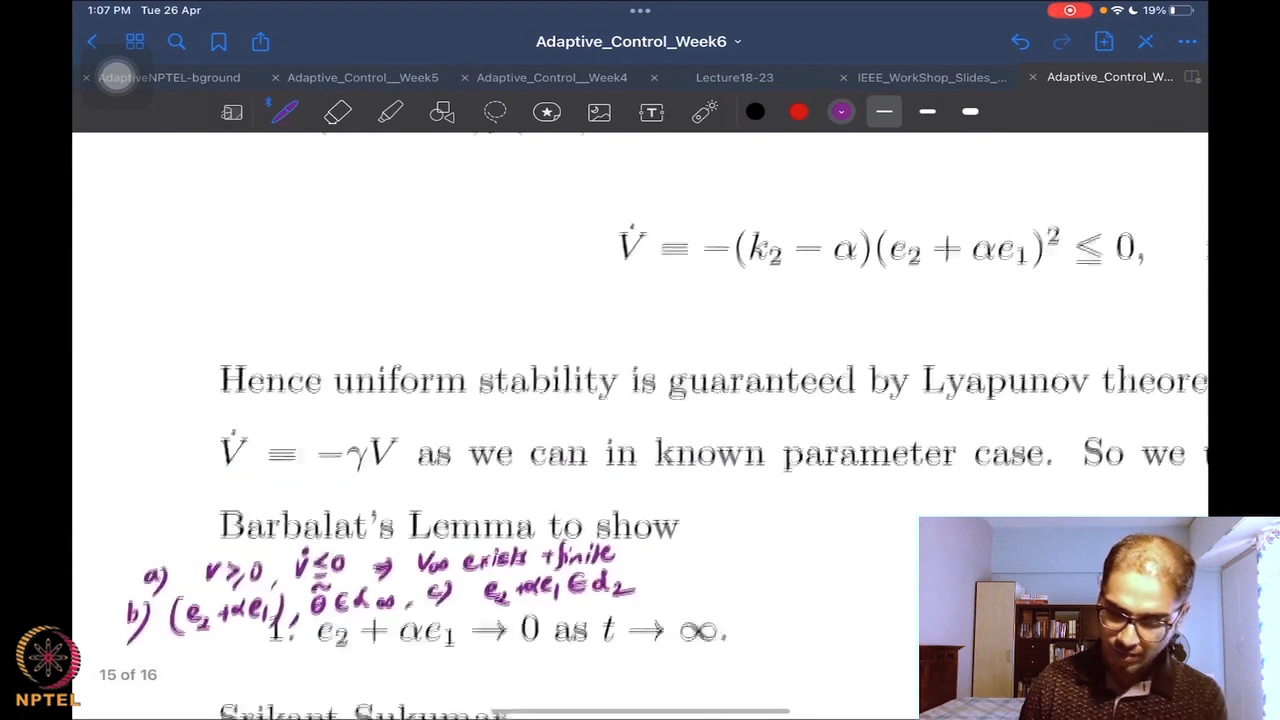 1:07 PM Tue 26 Apr
19%
Adaptive_Control_Week6
AdaptiveNPTEL-bground
Adaptive_Control__Week5
Adaptive_Control__Week4
Lecture18-23
IEEE_WorkShop_Slides_...
Adaptive_Control_W...
V̇ = −(k₂ − α)(e₂ + αe₁)² ≤ 0,
Hence uniform stability is guaranteed by Lyapunov theore
V̇ = −γV as we can in known parameter case. So we
Barbalat's Lemma to show
a) V ≥ 0, V̇ ≤ 0 ⇒ V∞ exists + finite
b) (e₂ + αe₁), θ̃ ∈ L∞, c) e₂ + αe₁ ∈ L₂
1. e₂ + αe₁ → 0 as t → ∞.
15 of 16
Srikant Sukumar
NPTEL